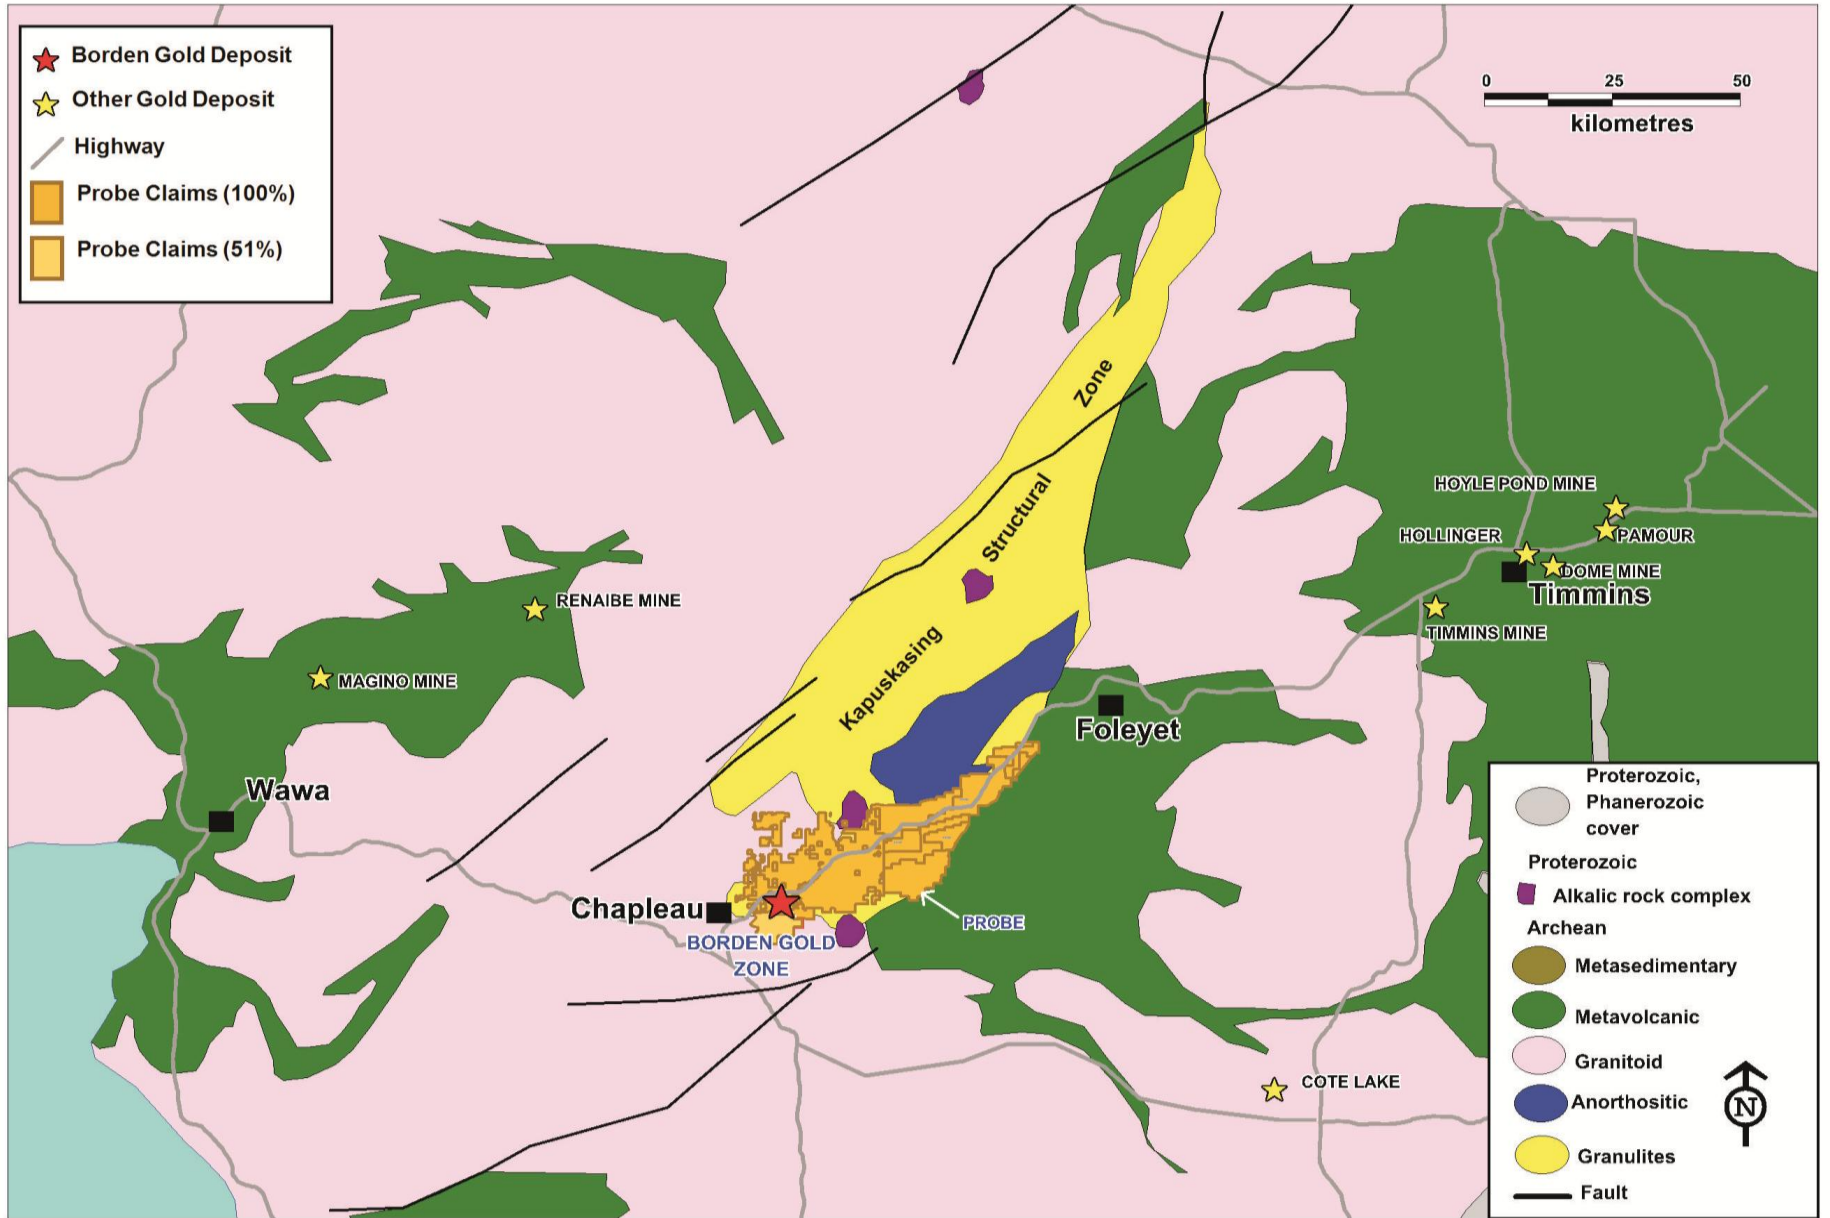 Borden Gold Deposit
Other Gold Deposit
Highway
Probe Claims (100%)
Probe Claims (51%)
0 25 50
kilometres
Zone
Structural
Kapuskasing
HOYLE POND MINE
HOLLINGER
PAMOUR
DOME MINE
Timmins
TIMMINS MINE
RENAIBE MINE
MAGINO MINE
Foleyet
Wawa
Chapleau
PROBE
BORDEN GOLD
ZONE
COTE LAKE
Proterozoic,
Phanerozoic
cover
Proterozoic
Alkalic rock complex
Archean
Metasedimentary
Metavolcanic
Granitoid
Anorthositic
Granulites
Fault
N